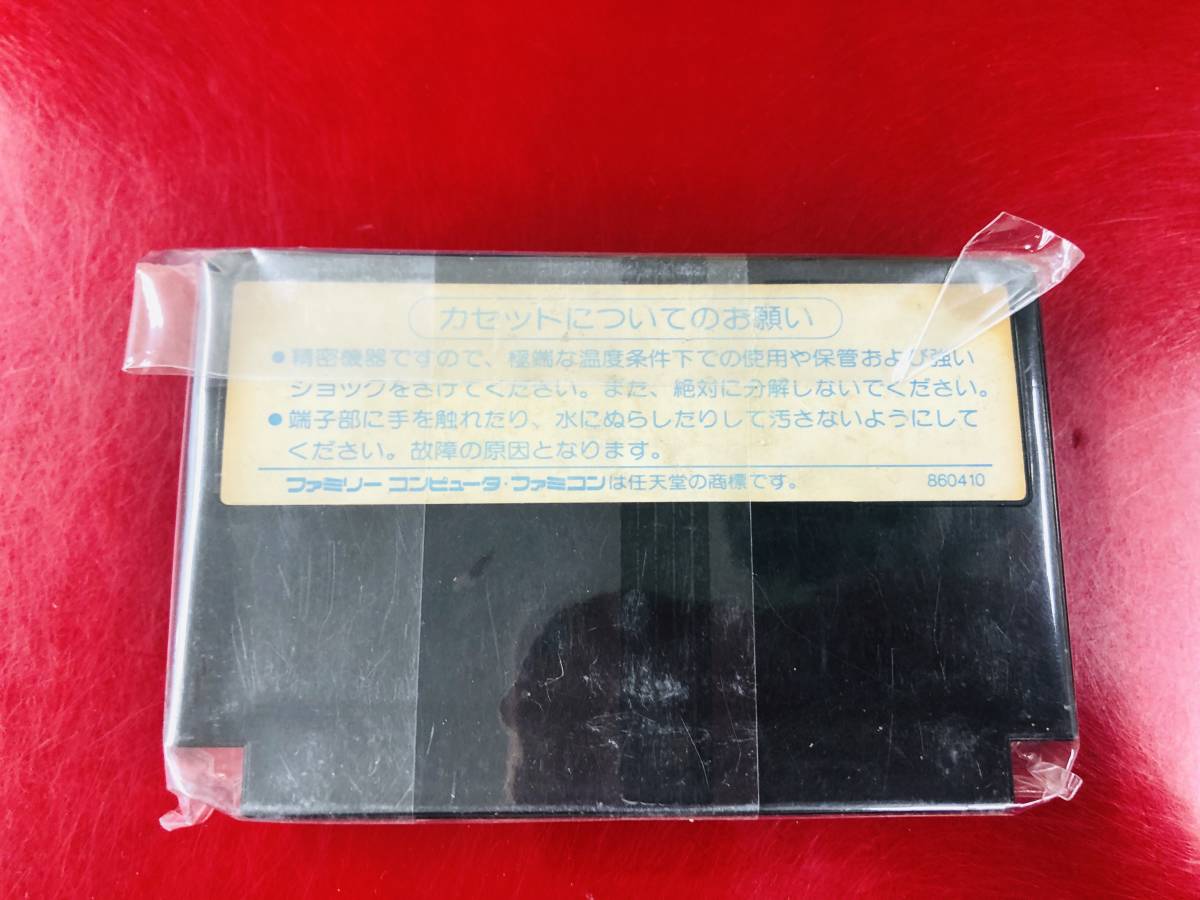 カセットについてのお願い
●精密機器ですので、極端な温度条件下での使用や保管および強い
ショックをさけてください。また、絶対に分解しないでください。
●端子部に手を触れたり、水にぬらしたりして汚さないようにして
ください。故障の原因となります。
ファミリー コンピュータ・ファミコンは任天堂の商標です。 860410